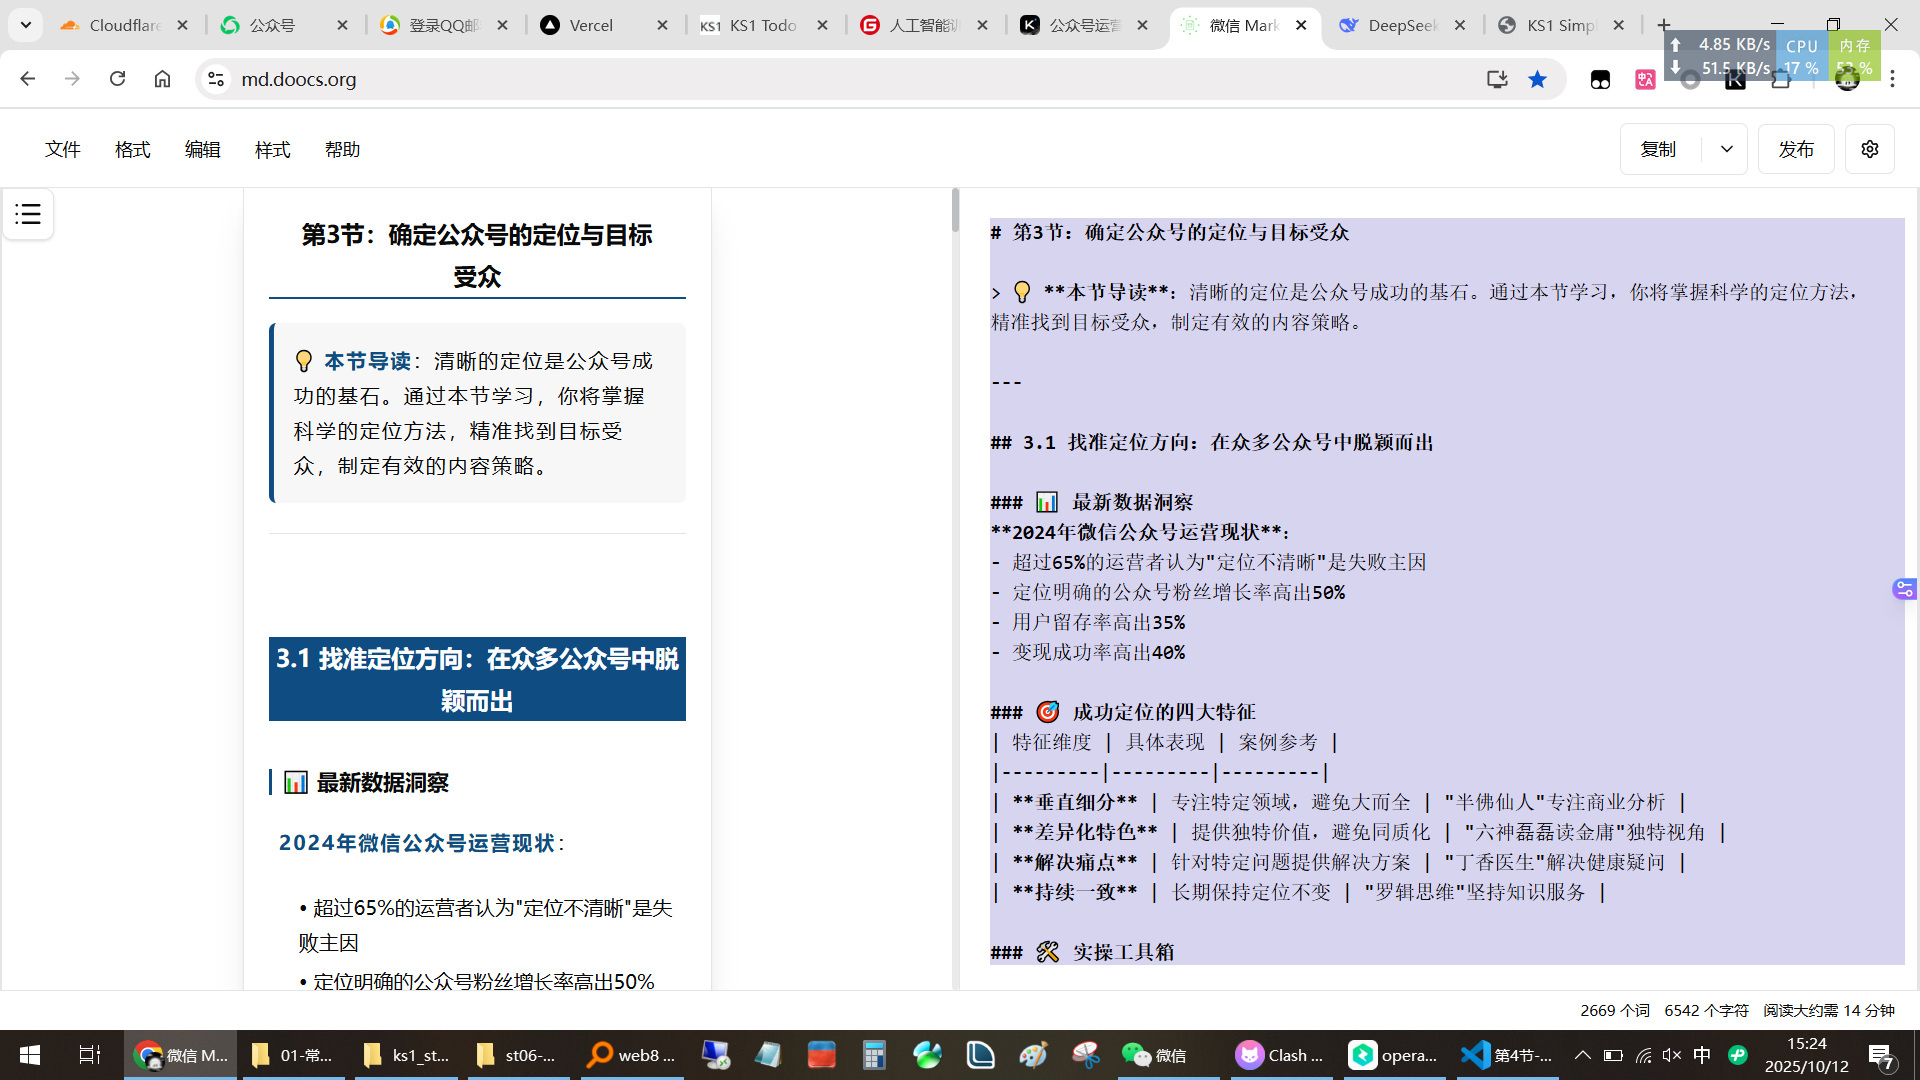 Cloudflare
公众号
登录QQ邮
Vercel
KS1 Todo
人工智能训
公众号运营
微信 Mark
DeepSeek
KS1 Simpl
4.85 KB/s
CPU
内存
51.5 KB/s
17 %
53 %
md.doocs.org
文件
格式
编辑
样式
帮助
复制
发布
第3节：确定公众号的定位与目标
受众
💡 本节导读：清晰的定位是公众号成
功的基石。通过本节学习，你将掌握
科学的定位方法，精准找到目标受
众，制定有效的内容策略。
3.1 找准定位方向：在众多公众号中脱
颖而出
📊 最新数据洞察
2024年微信公众号运营现状：
• 超过65%的运营者认为"定位不清晰"是失
败主因
• 定位明确的公众号粉丝增长率高出50%
# 第3节：确定公众号的定位与目标受众
> 💡 **本节导读**：清晰的定位是公众号成功的基石。通过本节学习，你将掌握科学的定位方法，
精准找到目标受众，制定有效的内容策略。
---
## 3.1 找准定位方向：在众多公众号中脱颖而出
### 📊 最新数据洞察
**2024年微信公众号运营现状**：
- 超过65%的运营者认为"定位不清晰"是失败主因
- 定位明确的公众号粉丝增长率高出50%
- 用户留存率高出35%
- 变现成功率高出40%
### 🎯 成功定位的四大特征
| 特征维度 | 具体表现 | 案例参考 |
|---------|---------|---------|
| **垂直细分** | 专注特定领域，避免大而全 | "半佛仙人"专注商业分析 |
| **差异化特色** | 提供独特价值，避免同质化 | "六神磊磊读金庸"独特视角 |
| **解决痛点** | 针对特定问题提供解决方案 | "丁香医生"解决健康疑问 |
| **持续一致** | 长期保持定位不变 | "罗辑思维"坚持知识服务 |
### 🛠️ 实操工具箱
2669 个词
6542 个字符
阅读大约需 14 分钟
微信 M...
01-常...
ks1_st...
st06-...
web8 ...
微信
Clash ...
opera...
第4节-...
中
15:24
2025/10/12
7